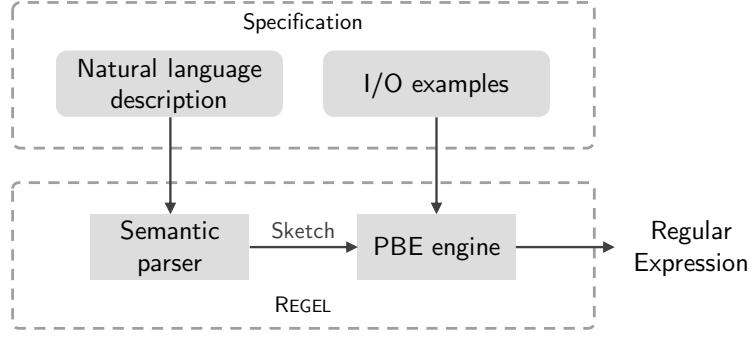 Specification
Natural language
description
I/O examples
Semantic
parser
Sketch
PBE engine
Regular
Expression
REGEL